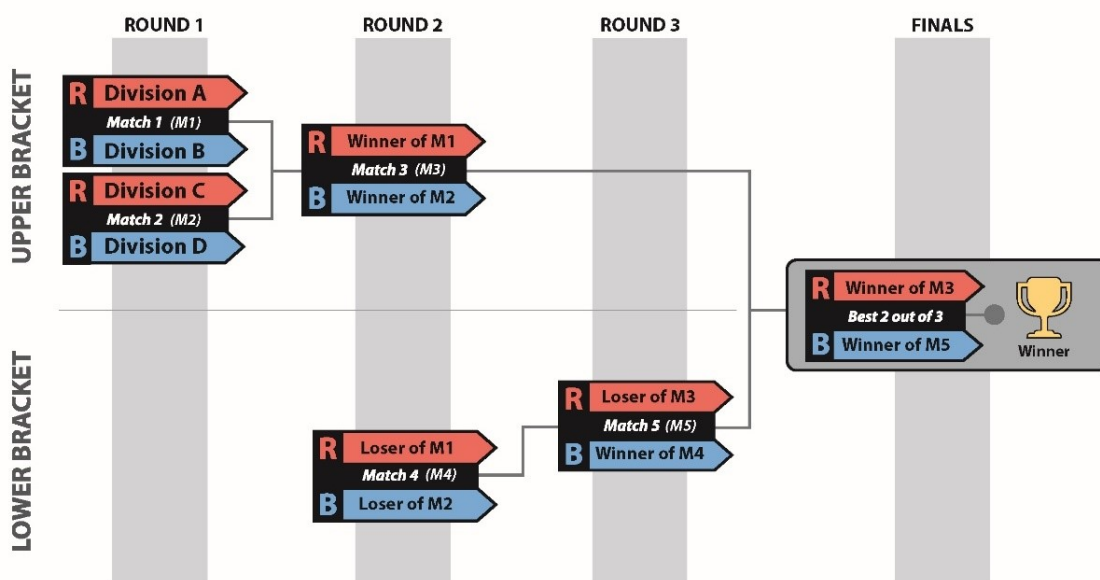 ROUND 1
ROUND 2
ROUND 3
FINALS
UPPER BRACKET
R Division A
Match 1 (M1)
B Division B
R Division C
Match 2 (M2)
B Division D
R Winner of M1
Match 3 (M3)
B Winner of M2
R Winner of M3
Best 2 out of 3
B Winner of M5
Winner
LOWER BRACKET
R Loser of M1
Match 4 (M4)
B Loser of M2
R Loser of M3
Match 5 (M5)
B Winner of M4